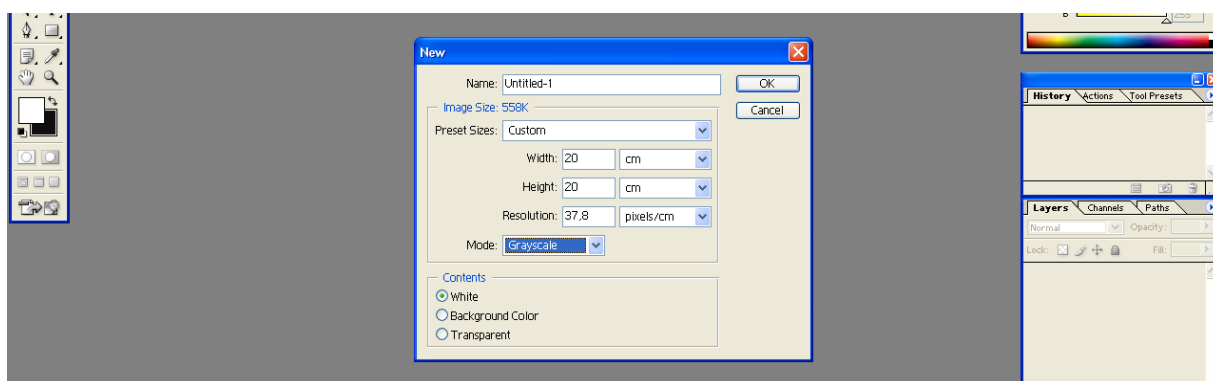 B 255
New
Name: Untitled-1 OK
Image Size: 558K Cancel
Preset Sizes: Custom
Width: 20 cm
Height: 20 cm
Resolution: 37,8 pixels/cm
Mode: Grayscale
Contents
White
Background Color
Transparent
History Actions Tool Presets
Layers Channels Paths
Normal Opacity:
Lock: Fill: